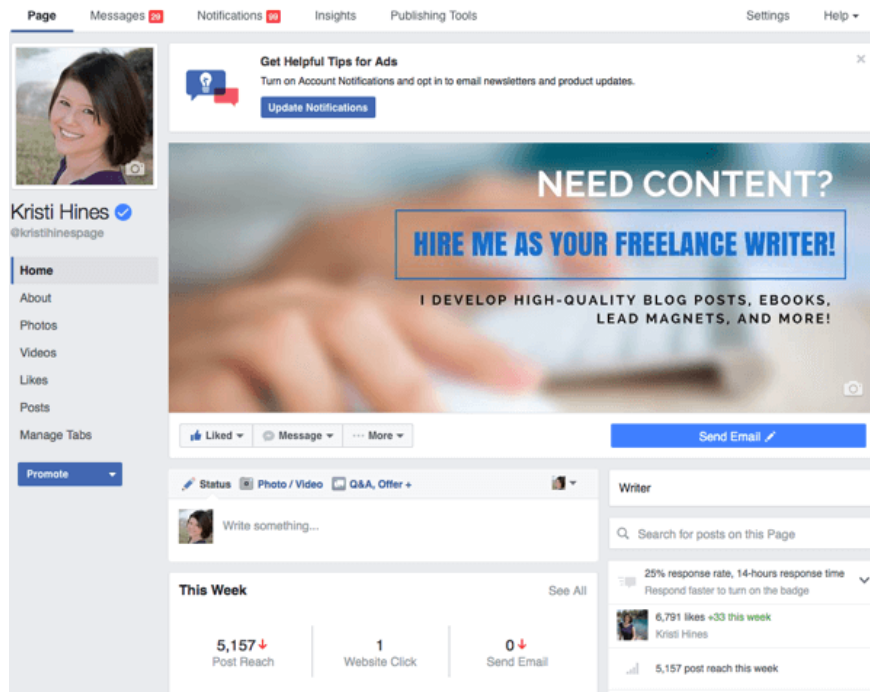 Page Messages 29 Notifications 99 Insights Publishing Tools Settings Help
Get Helpful Tips for Ads
Turn on Account Notifications and opt in to email newsletters and product updates.
Update Notifications
Kristi Hines
@kristihinespage
Home
About
Photos
Videos
Likes
Posts
Manage Tabs
Promote
NEED CONTENT?
HIRE ME AS YOUR FREELANCE WRITER!
I DEVELOP HIGH-QUALITY BLOG POSTS, EBOOKS,
LEAD MAGNETS, AND MORE!
Liked Message ··· More
Send Email
Status Photo / Video Q&A, Offer +
Write something...
This Week See All
5,157 1 0
Post Reach Website Click Send Email
Writer
Search for posts on this Page
25% response rate, 14-hours response time
Respond faster to turn on the badge
6,791 likes +33 this week
Kristi Hines
5,157 post reach this week